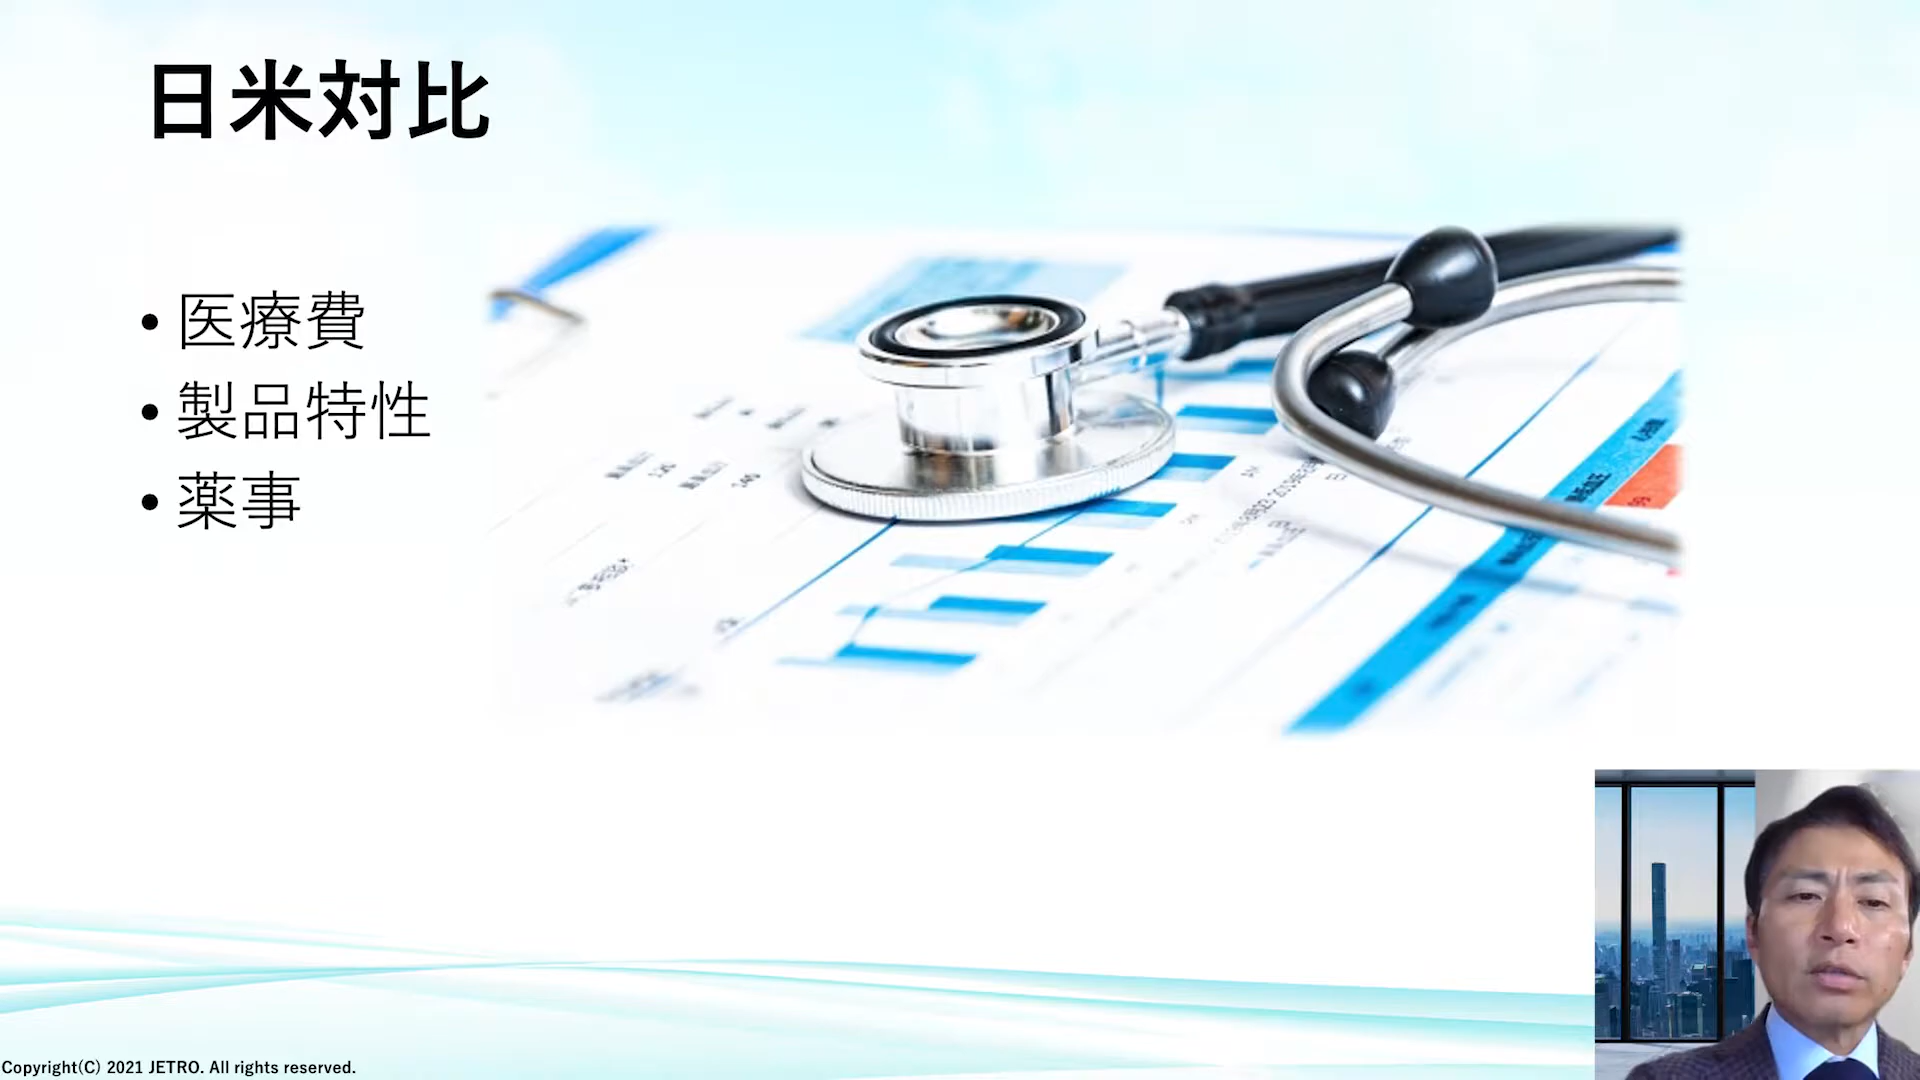 日米対比
• 医療費
• 製品特性
• 薬事
Copyright(C) 2021 JETRO. All rights reserved.